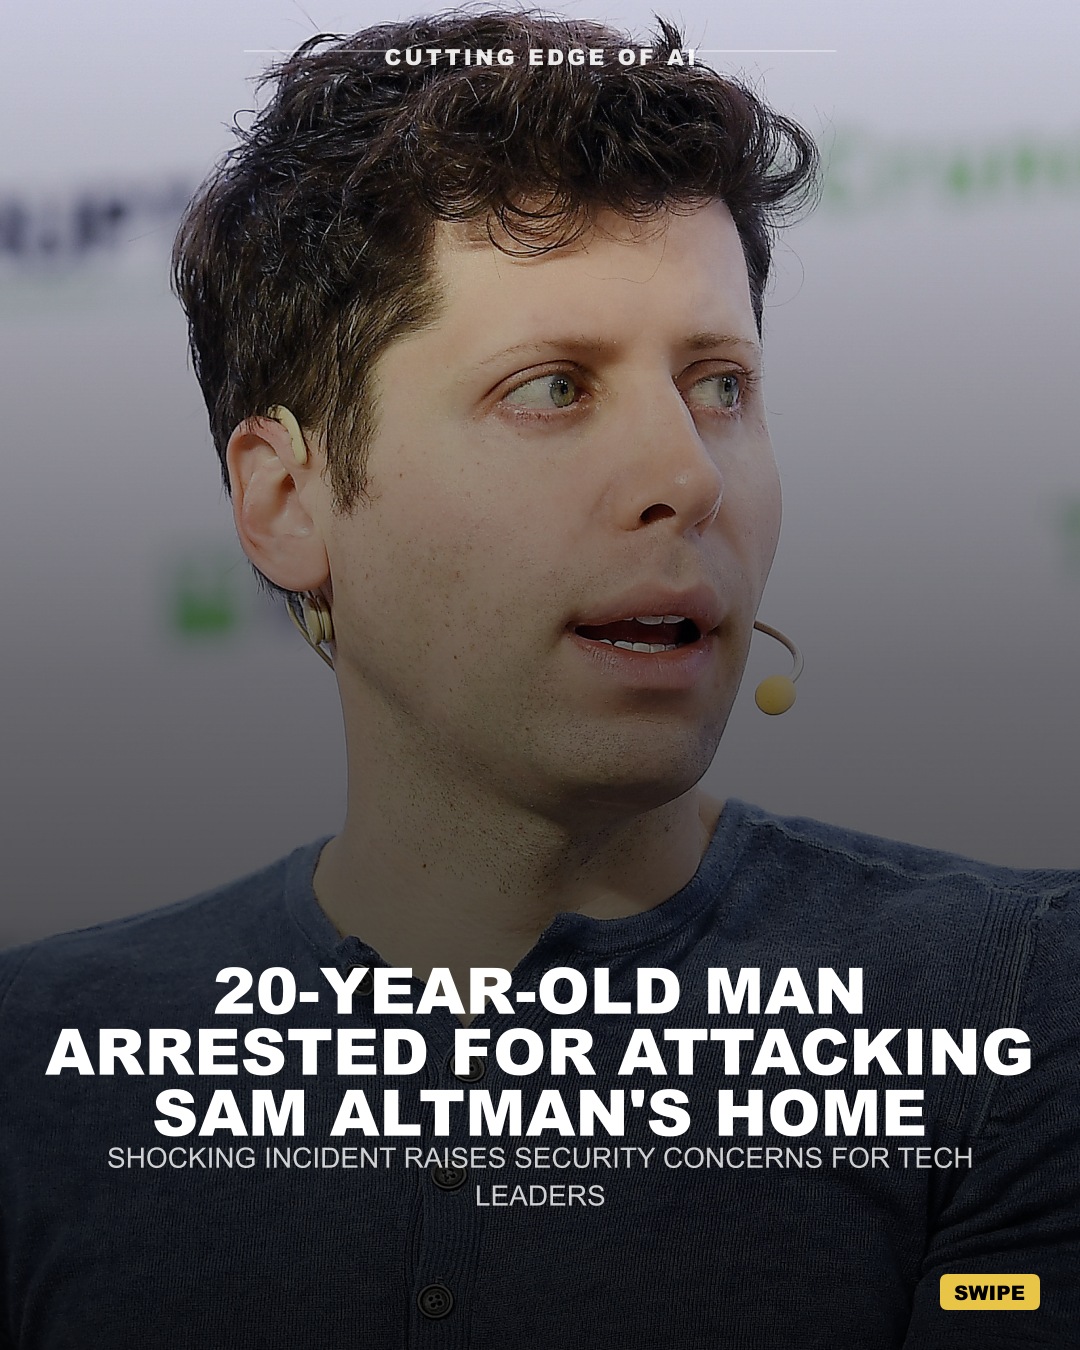 CUTTING EDGE OF AI
20-YEAR-OLD MAN
ARRESTED FOR ATTACKING
SAM ALTMAN'S HOME
SHOCKING INCIDENT RAISES SECURITY CONCERNS FOR TECH
LEADERS
SWIPE